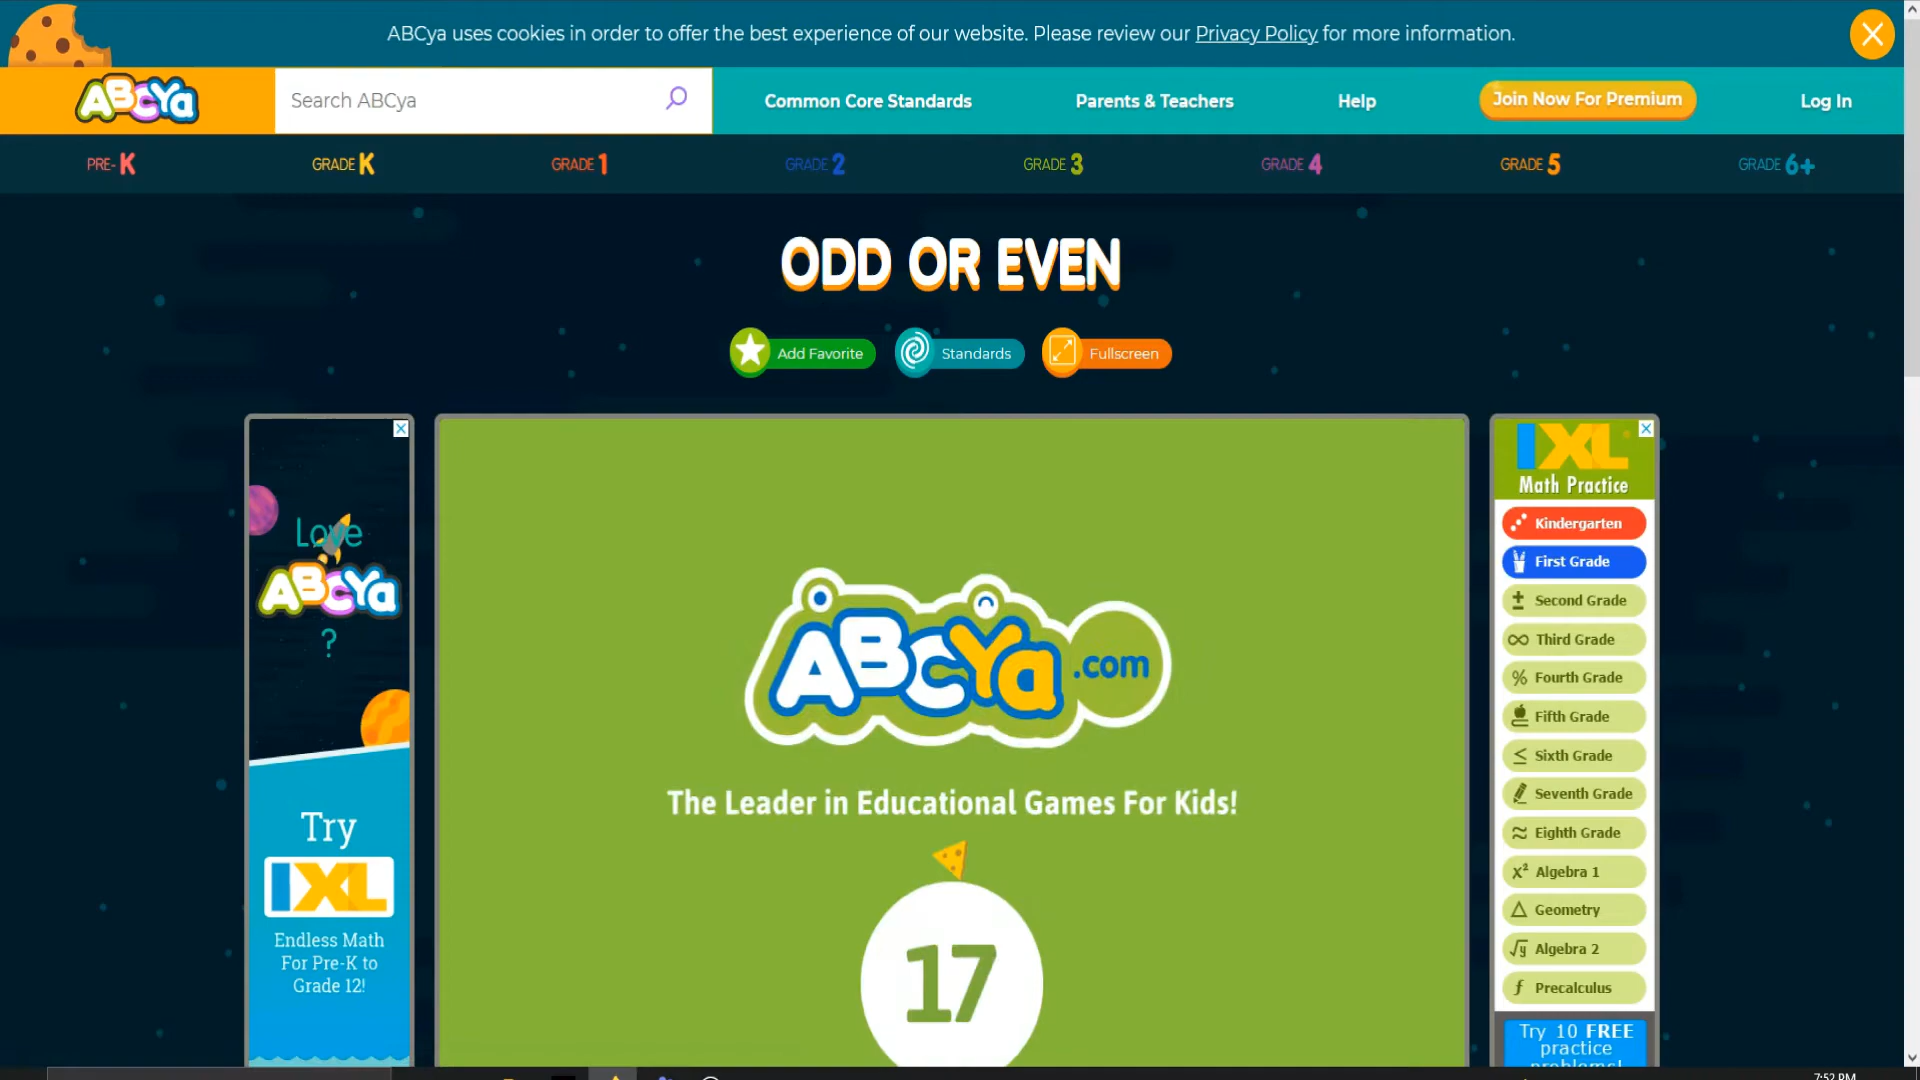 ABCya uses cookies in order to offer the best experience of our website. Please review our Privacy Policy for more information.
ABCYa
Search ABCya
Common Core Standards
Parents & Teachers
Help
Join Now For Premium
Log In
PRE-K
GRADE K
GRADE 1
GRADE 2
GRADE 3
GRADE 4
GRADE 5
GRADE 6+
ODD OR EVEN
Add Favorite
Standards
Fullscreen
Love
ABCYa
?
Try
IXL
Endless Math
For Pre-K to
Grade 12!
ABCYa.com
The Leader in Educational Games For Kids!
17
IXL
Math Practice
Kindergarten
First Grade
± Second Grade
∞ Third Grade
% Fourth Grade
Fifth Grade
≤ Sixth Grade
Seventh Grade
≈ Eighth Grade
x² Algebra 1
△ Geometry
√y Algebra 2
f Precalculus
Try 10 FREE
practice
problems!
7:52 PM